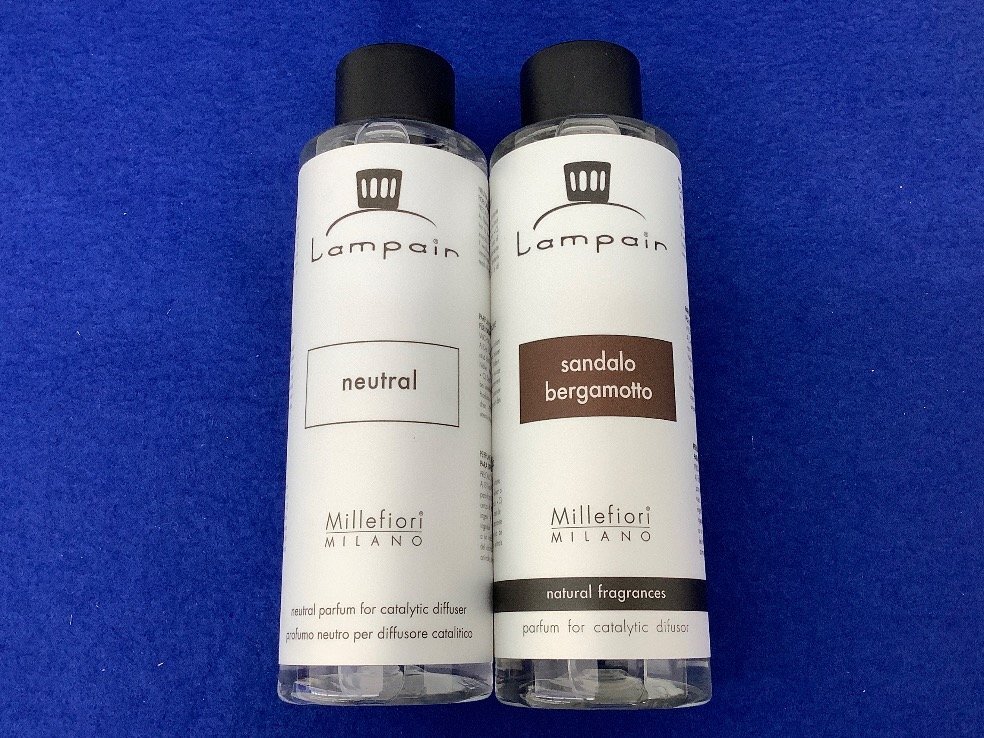 Lampair®
neutral
Millefiori®
MILANO
neutral parfum for catalytic diffuser
profumo neutro per diffusore catalitico
Lampair®
sandalo
bergamotto
Millefiori®
MILANO
natural fragrances
parfum for catalytic difusor